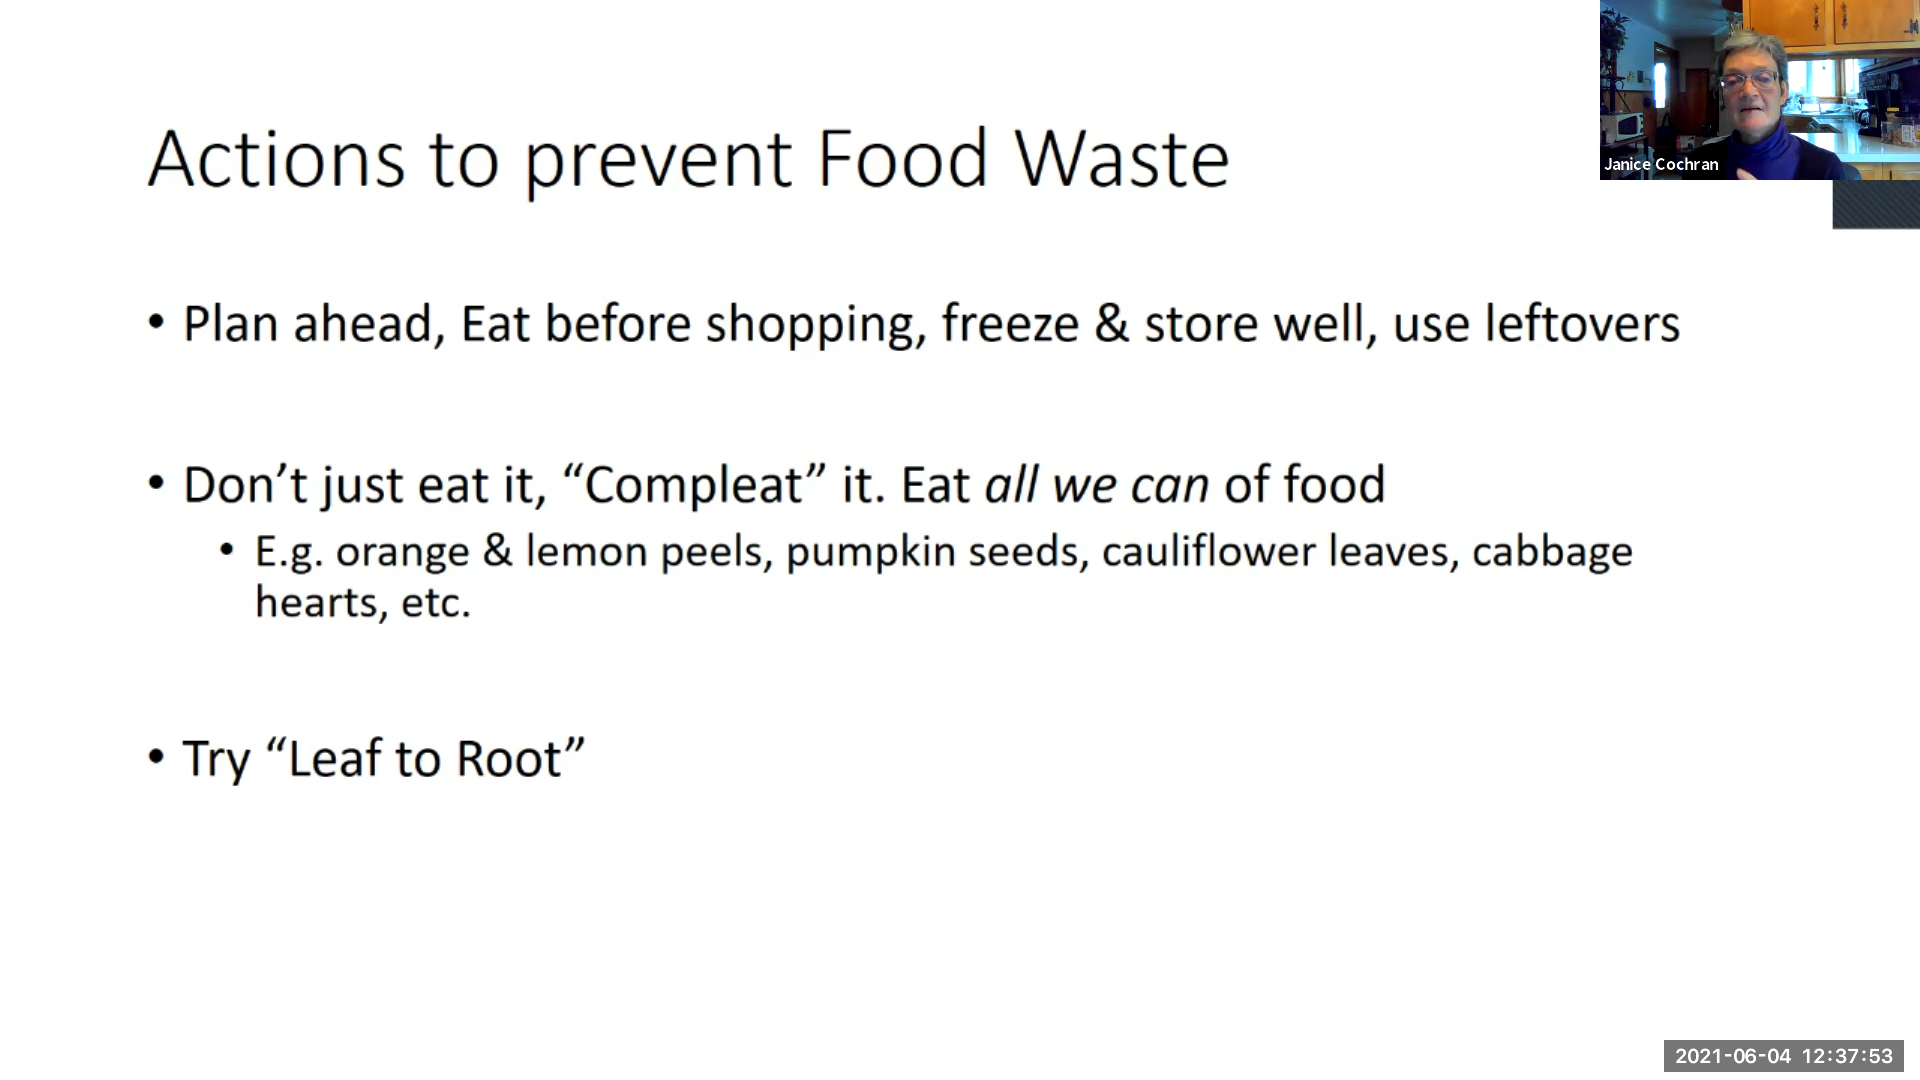 Actions to prevent Food Waste
Janice Cochran
• Plan ahead, Eat before shopping, freeze & store well, use leftovers
• Don’t just eat it, “Compleat” it. Eat all we can of food
• E.g. orange & lemon peels, pumpkin seeds, cauliflower leaves, cabbage
hearts, etc.
• Try “Leaf to Root”
2021-06-04 12:37:53